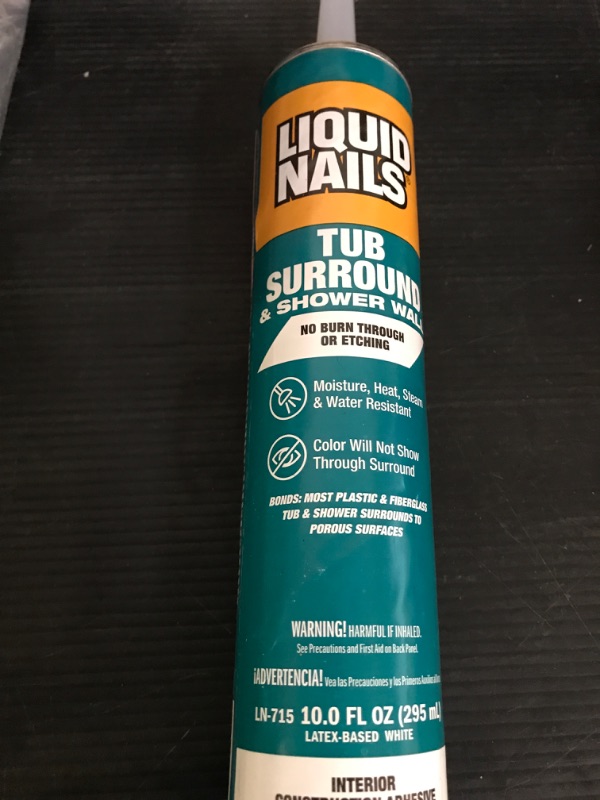 LIQUID
NAILS
TUB
SURROUND
& SHOWER WALL
NO BURN THROUGH
OR ETCHING
Moisture, Heat, Steam
& Water Resistant
Color Will Not Show
Through Surround
BONDS: MOST PLASTIC & FIBERGLASS
TUB & SHOWER SURROUNDS TO
POROUS SURFACES
WARNING! HARMFUL IF INHALED.
See Precautions and First Aid on Back Panel.
¡ADVERTENCIA! Vea las Precauciones y los Primeros Auxilios
LN-715 10.0 FL OZ (295 mL)
LATEX-BASED WHITE
INTERIOR
CONSTRUCTION ADHESIVE